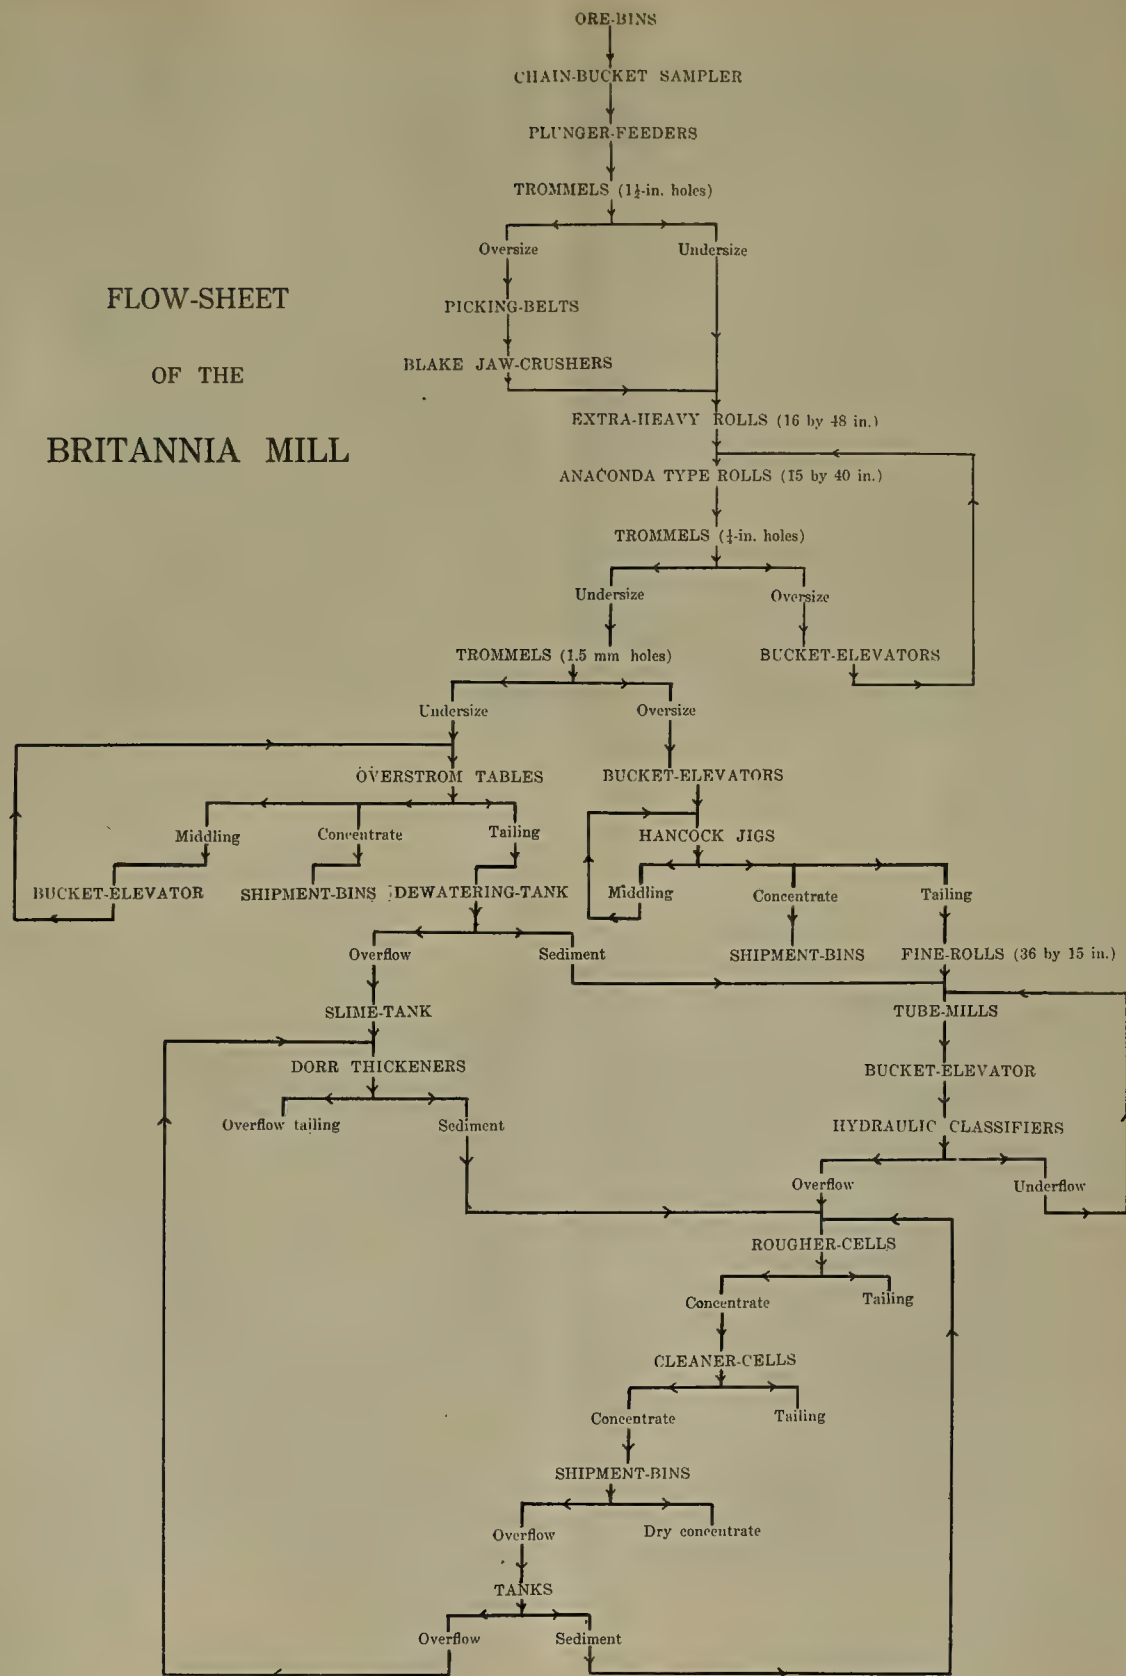 ORE-BINS
CHAIN-BUCKET SAMPLER
PLUNGER-FEEDERS
TROMMELS (1½-in. holes)
Oversize
Undersize
FLOW-SHEET
OF THE
BRITANNIA MILL
PICKING-BELTS
BLAKE JAW-CRUSHERS
EXTRA-HEAVY ROLLS (16 by 48 in.)
ANACONDA TYPE ROLLS (15 by 40 in.)
TROMMELS (¼-in. holes)
Undersize
Oversize
TROMMELS (1.5 mm holes)
BUCKET-ELEVATORS
Undersize
Oversize
OVERSTROM TABLES
BUCKET-ELEVATORS
Middling
Concentrate
Tailing
HANCOCK JIGS
BUCKET-ELEVATOR
SHIPMENT-BINS
DEWATERING-TANK
Middling
Concentrate
Tailing
Overflow
Sediment
SHIPMENT-BINS
FINE-ROLLS (36 by 15 in.)
SLIME-TANK
TUBE-MILLS
DORR THICKENERS
BUCKET-ELEVATOR
Overflow tailing
Sediment
HYDRAULIC CLASSIFIERS
Overflow
Underflow
ROUGHER-CELLS
Concentrate
Tailing
CLEANER-CELLS
Concentrate
Tailing
SHIPMENT-BINS
Overflow
Dry concentrate
TANKS
Overflow
Sediment